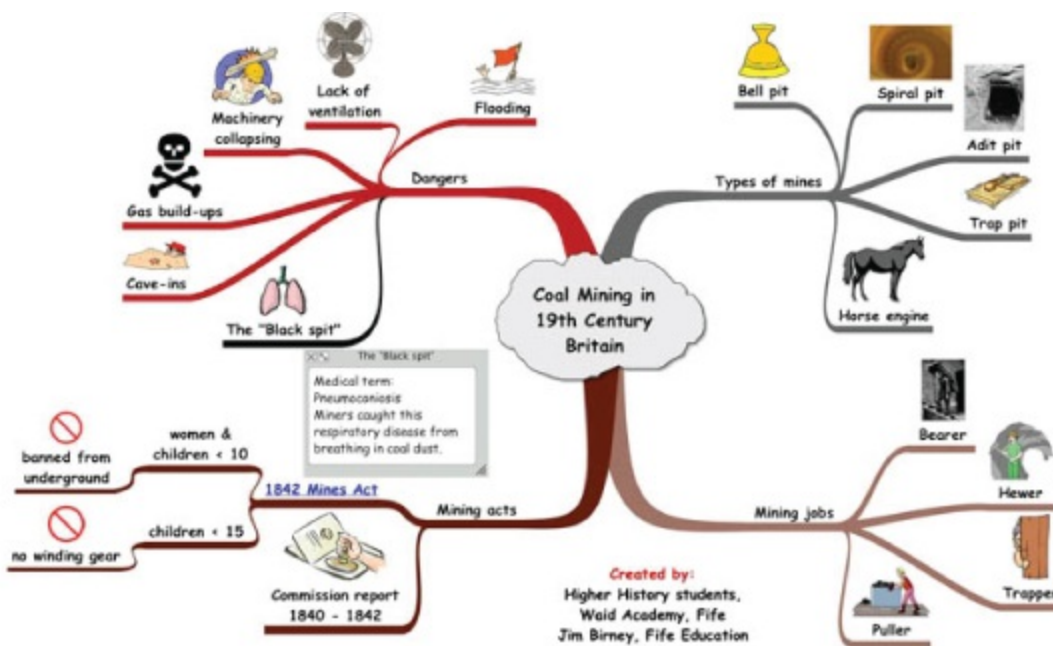 Coal Mining in
19th Century
Britain
Dangers
Flooding
Lack of
ventilation
Machinery
collapsing
Gas build-ups
Cave-ins
The "Black spit"
The "Black spit"
Medical term:
Pneumoconiosis
Miners caught this
respiratory disease from
breathing in coal dust.
Types of mines
Bell pit
Spiral pit
Adit pit
Trap pit
Horse engine
Mining acts
1842 Mines Act
women &
children < 10
banned from
underground
children < 15
no winding gear
Commission report
1840 - 1842
Mining jobs
Bearer
Hewer
Trapper
Puller
Created by:
Higher History students,
Waid Academy, Fife
Jim Birney, Fife Education